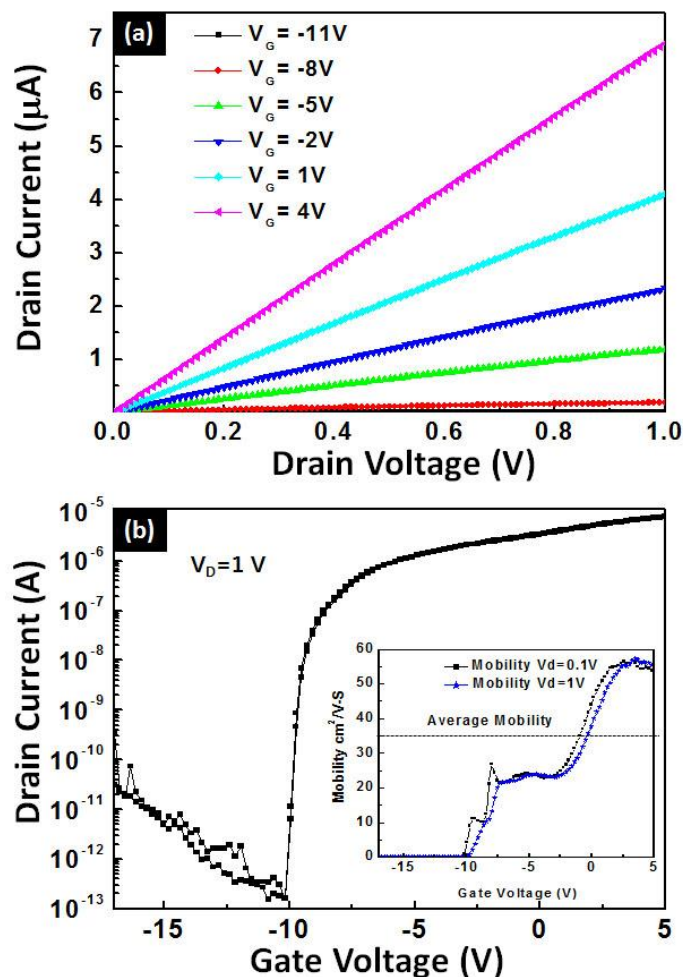 (a)
V_G = -11V
V_G = -8V
V_G = -5V
V_G = -2V
V_G = 1V
V_G = 4V
Drain Current (μA)
7
6
5
4
3
2
1
0.0 0.2 0.4 0.6 0.8 1.0
Drain Voltage (V)
(b)
V_D=1 V
Drain Current (A)
10^-5
10^-6
10^-7
10^-8
10^-9
10^-10
10^-11
10^-12
10^-13
-15 -10 -5 0 5
Gate Voltage (V)
Mobility Vd=0.1V
Mobility Vd=1V
Average Mobility
Mobility cm^2/V-S
60
50
40
30
20
10
0
-15 -10 -5 0 5
Gate Voltage (V)